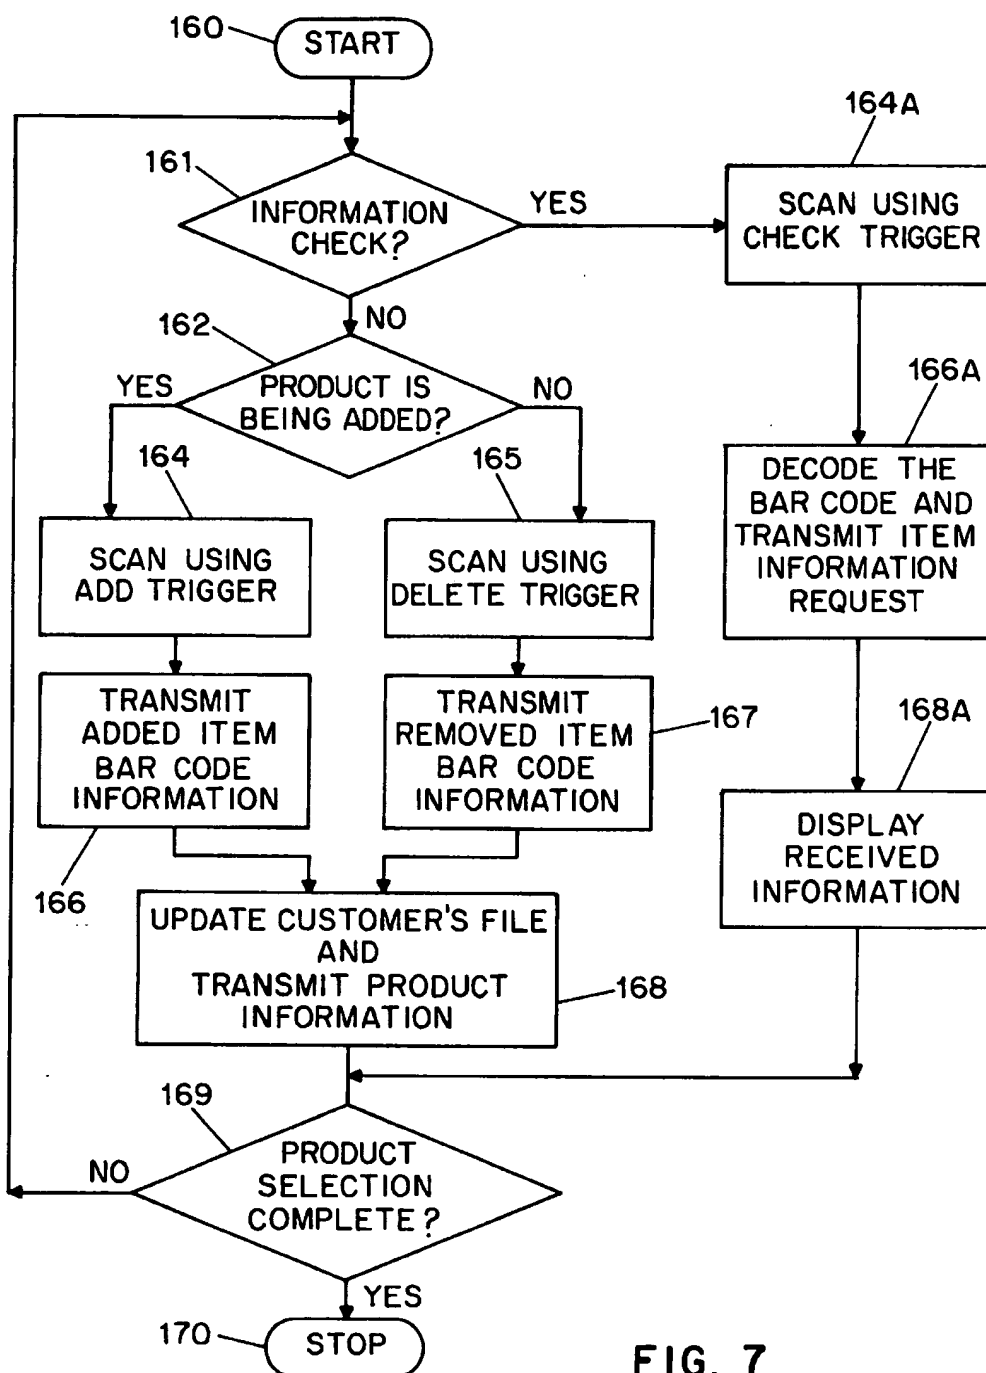 160
START
164A
161
INFORMATION
CHECK?
YES
SCAN USING
CHECK TRIGGER
NO
162
PRODUCT IS
BEING ADDED?
YES
NO
166A
DECODE THE
BAR CODE AND
TRANSMIT ITEM
INFORMATION
REQUEST
164
165
SCAN USING
ADD TRIGGER
SCAN USING
DELETE TRIGGER
TRANSMIT
ADDED ITEM
BAR CODE
INFORMATION
TRANSMIT
REMOVED ITEM
BAR CODE
INFORMATION
167
168A
DISPLAY
RECEIVED
INFORMATION
166
UPDATE CUSTOMER'S FILE
AND
TRANSMIT PRODUCT
INFORMATION
168
169
PRODUCT
SELECTION
COMPLETE?
NO
YES
170
STOP
FIG. 7